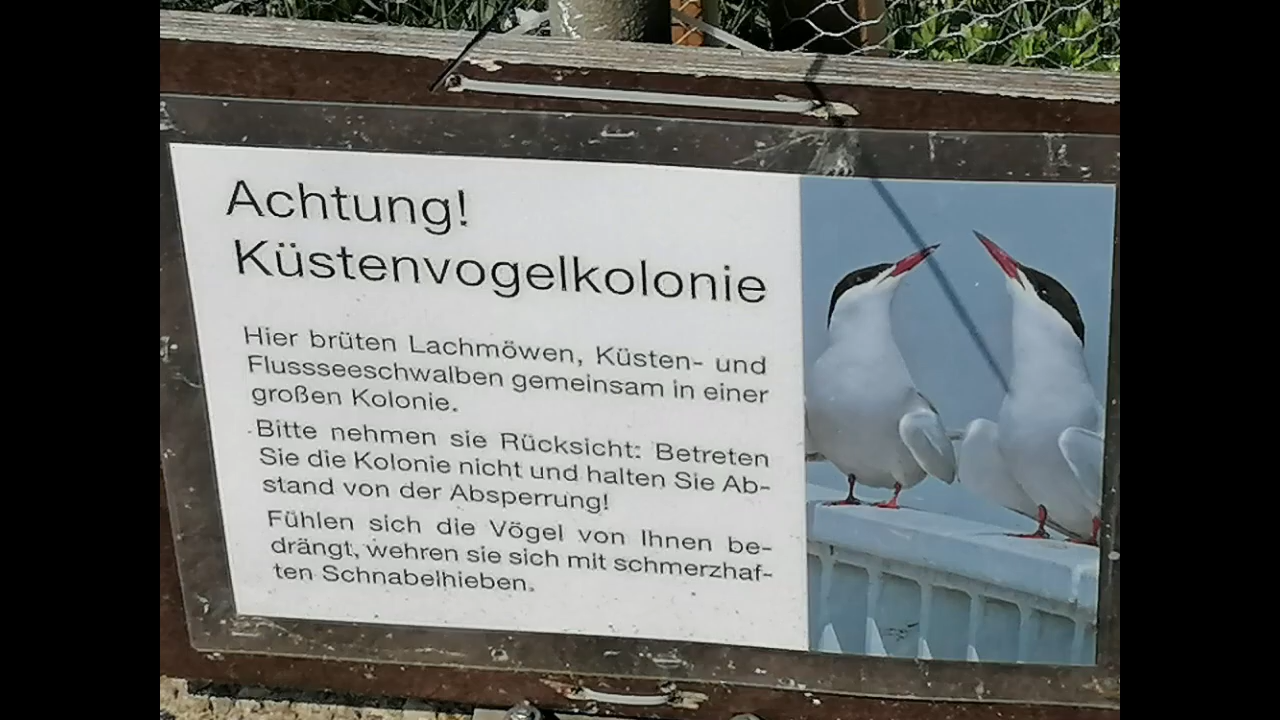 Achtung!
Küstenvogelkolonie
Hier brüten Lachmöwen, Küsten- und
Flussseeschwalben gemeinsam in einer
großen Kolonie.
Bitte nehmen sie Rücksicht: Betreten
Sie die Kolonie nicht und halten Sie Ab-
stand von der Absperrung!
Fühlen sich die Vögel von Ihnen be-
drängt, wehren sie sich mit schmerzhaf-
ten Schnabelhieben.